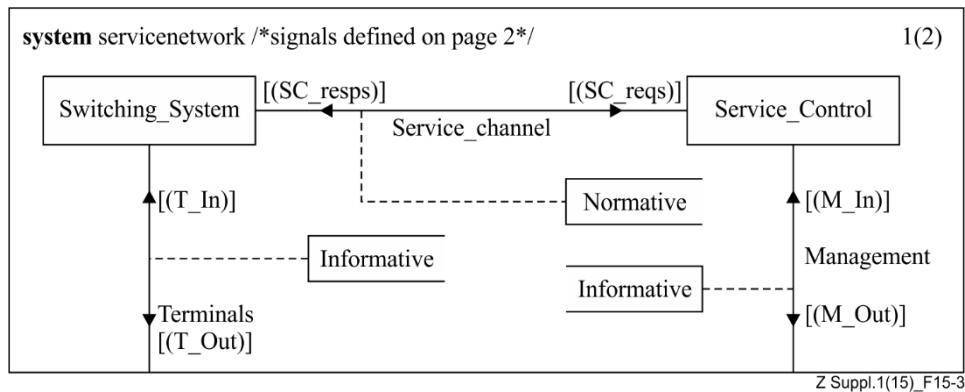 system servicenetwork /*signals defined on page 2*/ 1(2)
[(SC_resps)] [(SC_reqs)]
Switching_System Service_Control
Service_channel
[(T_In)] Normative [(M_In)]
Informative Management
Informative
Terminals [(M_Out)]
[(T_Out)]
Z Suppl.1(15)_F15-3